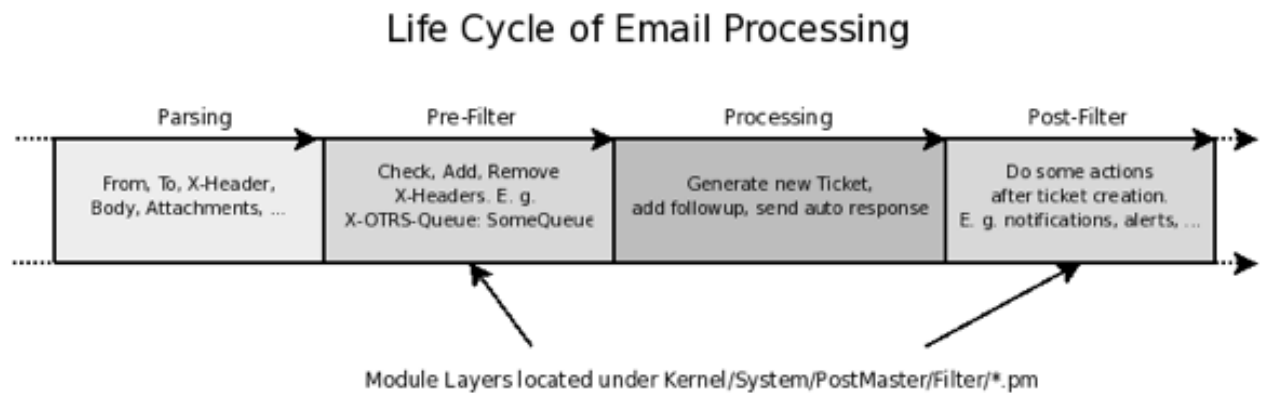 Life Cycle of Email Processing
Parsing
Pre-Filter
Processing
Post-Filter
From, To, X-Header,
Body, Attachments, ...
Check, Add, Remove
X-Headers. E. g.
X-OTRS-Queue: SomeQueue
Generate new Ticket,
add followup, send auto response
Do some actions
after ticket creation.
E. g. notifications, alerts, ...
Module Layers located under Kernel/System/PostMaster/Filter/*.pm